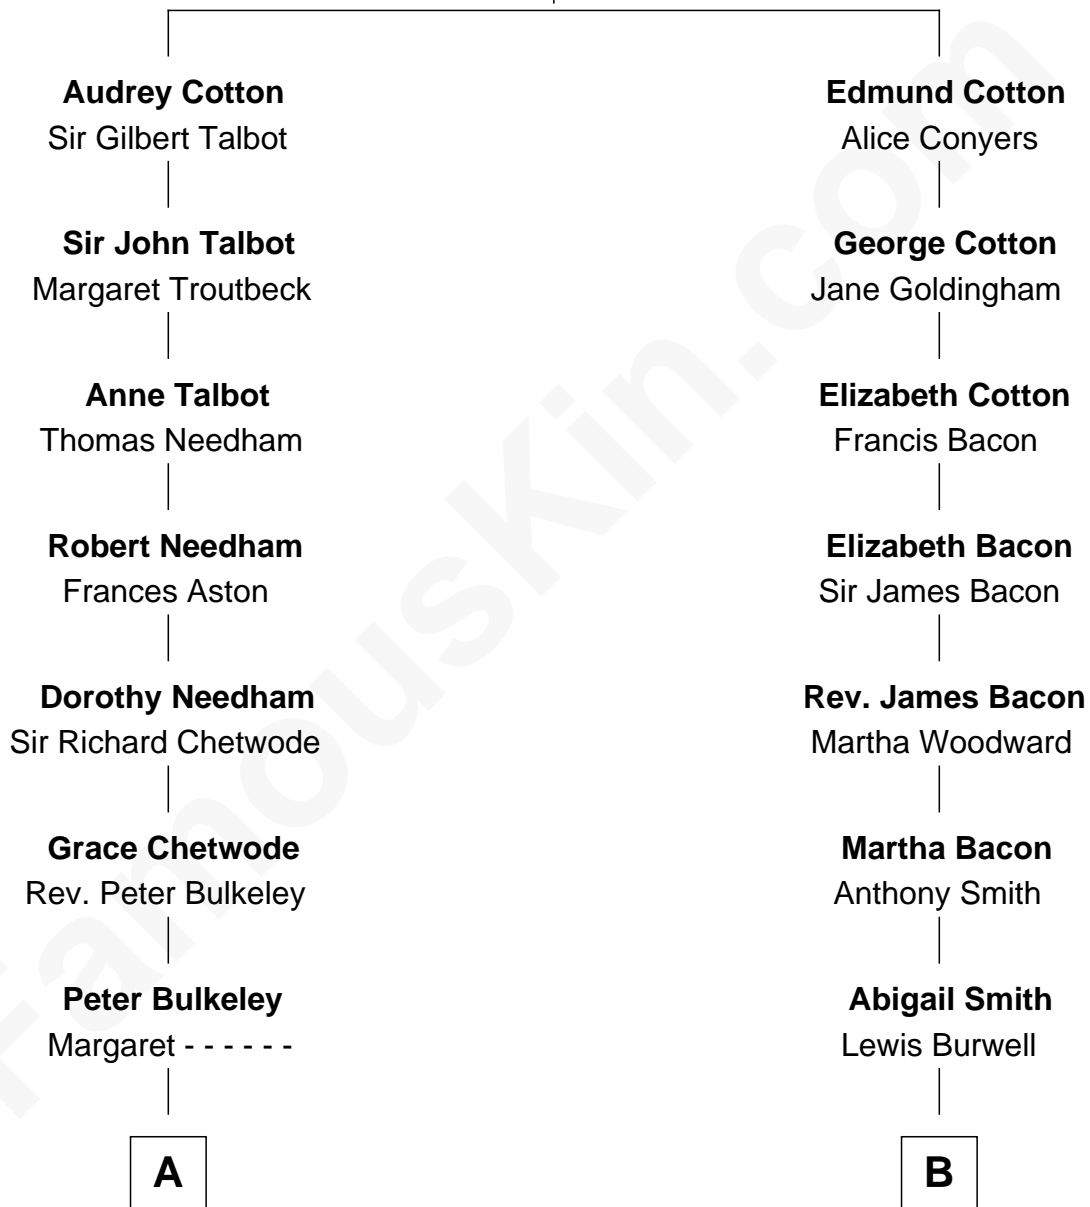 Audrey Cotton
Sir Gilbert Talbot
Sir John Talbot
Margaret Troutbeck
Anne Talbot
Thomas Needham
Robert Needham
Frances Aston
Dorothy Needham
Sir Richard Chetwode
Grace Chetwode
Rev. Peter Bulkeley
Peter Bulkeley
Margaret - - - - - -
A
Edmund Cotton
Alice Conyers
George Cotton
Jane Goldingham
Elizabeth Cotton
Francis Bacon
Elizabeth Bacon
Sir James Bacon
Rev. James Bacon
Martha Woodward
Martha Bacon
Anthony Smith
Abigail Smith
Lewis Burwell
B
FamousKin.com